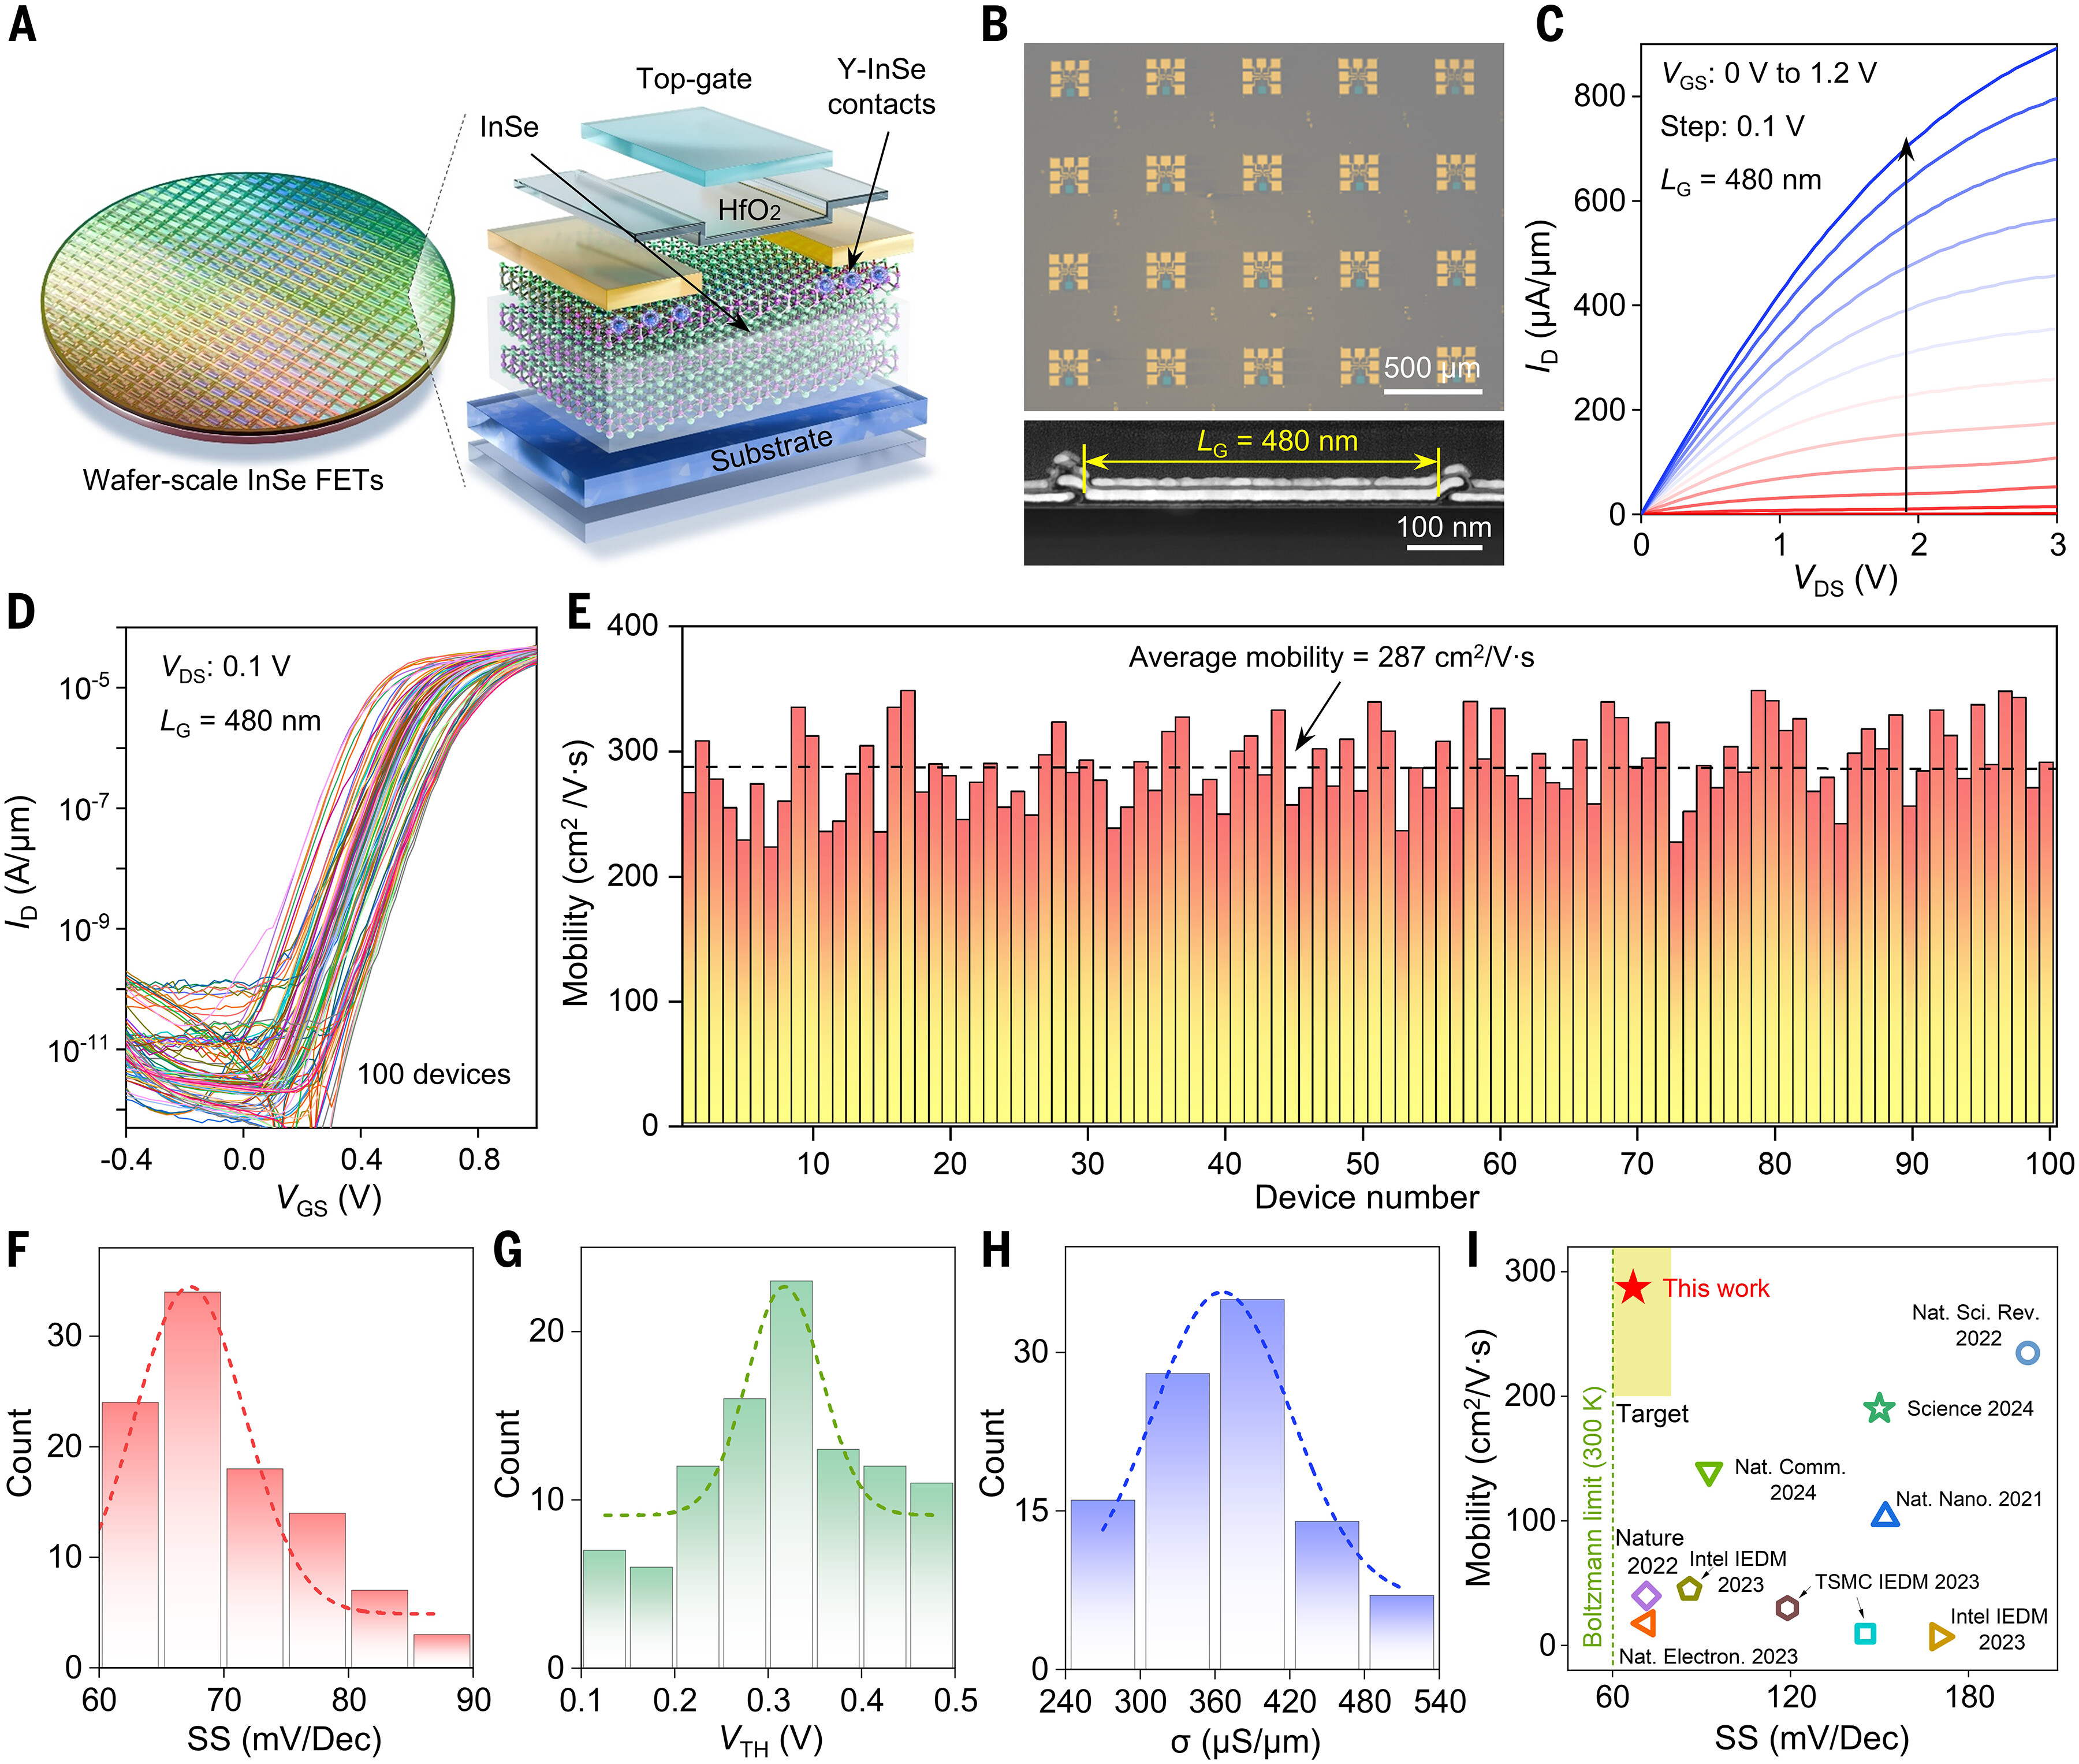 A
InSe
Top-gate
Y-InSe
contacts
HfO2
Substrate
Wafer-scale InSe FETs
B
500 µm
LG = 480 nm
100 nm
C
VGS: 0 V to 1.2 V
Step: 0.1 V
LG = 480 nm
ID (µA/µm)
800
600
400
200
0
0 1 2 3
VDS (V)
D
VDS: 0.1 V
LG = 480 nm
100 devices
ID (A/µm)
10-5
10-7
10-9
10-11
-0.4 0.0 0.4 0.8
VGS (V)
E
Average mobility = 287 cm2/V·s
Mobility (cm2 /V·s)
400
300
200
100
0
10 20 30 40 50 60 70 80 90 100
Device number
F
Count
30
20
10
0
60 70 80 90
SS (mV/Dec)
G
Count
20
10
0
0.1 0.2 0.3 0.4 0.5
VTH (V)
H
Count
30
15
0
240 300 360 420 480 540
σ (µS/µm)
I
Mobility (cm2/V·s)
300
200
100
0
Boltzmann limit (300 K)
This work
Target
Nat. Sci. Rev.
2022
Science 2024
Nat. Comm.
2024
Nat. Nano. 2021
Nature
2022
Intel IEDM
2023
TSMC IEDM 2023
Intel IEDM
2023
Nat. Electron. 2023
60 120 180
SS (mV/Dec)